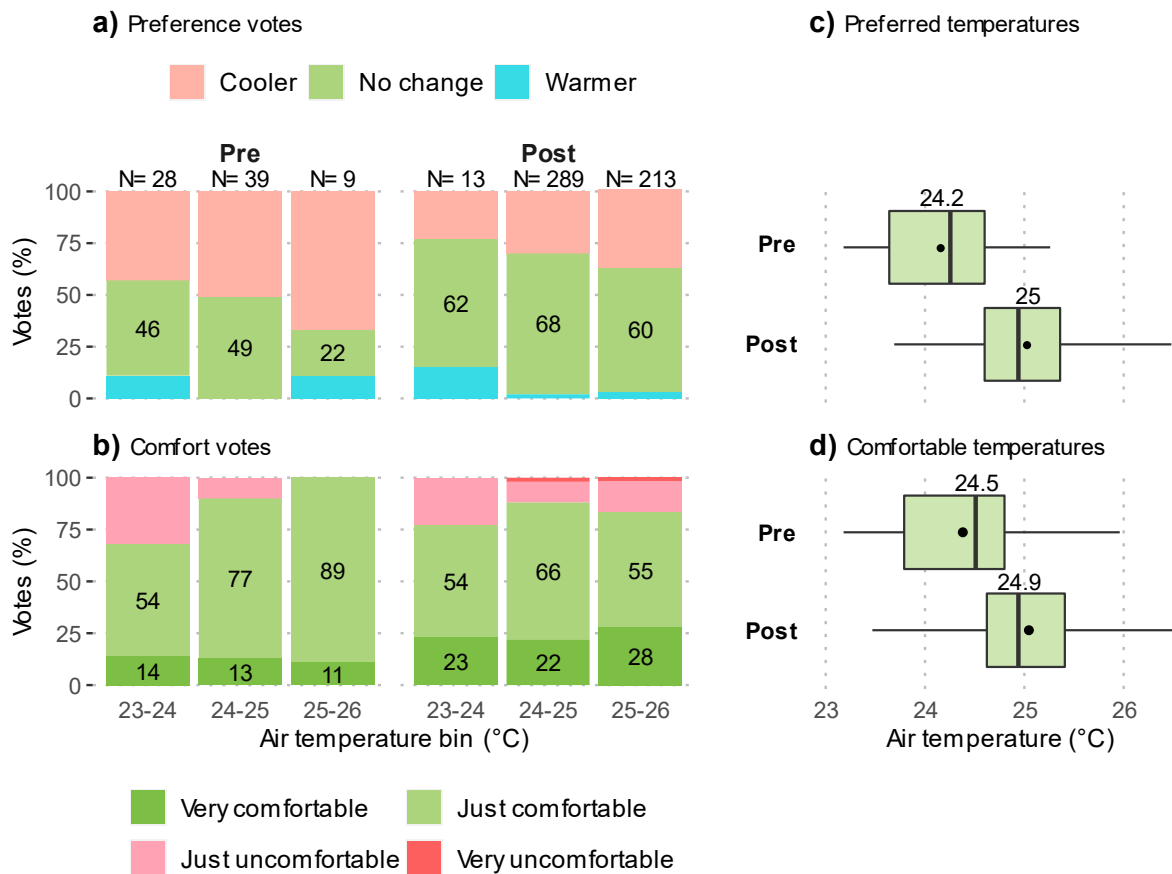 a) Preference votes
Cooler No change Warmer
Pre Post
N= 28 N= 39 N= 9 N= 13 N= 289 N= 213
100
75
50
25
0
Votes (%)
46 49 22 62 68 60
b) Comfort votes
100
75
50
25
0
Votes (%)
54 77 89 54 66 55
14 13 11 23 22 28
23-24 24-25 25-26 23-24 24-25 25-26
Air temperature bin (°C)
Very comfortable Just comfortable
Just uncomfortable Very uncomfortable
c) Preferred temperatures
24.2
Pre
25
Post
d) Comfortable temperatures
24.5
Pre
24.9
Post
23 24 25 26
Air temperature (°C)